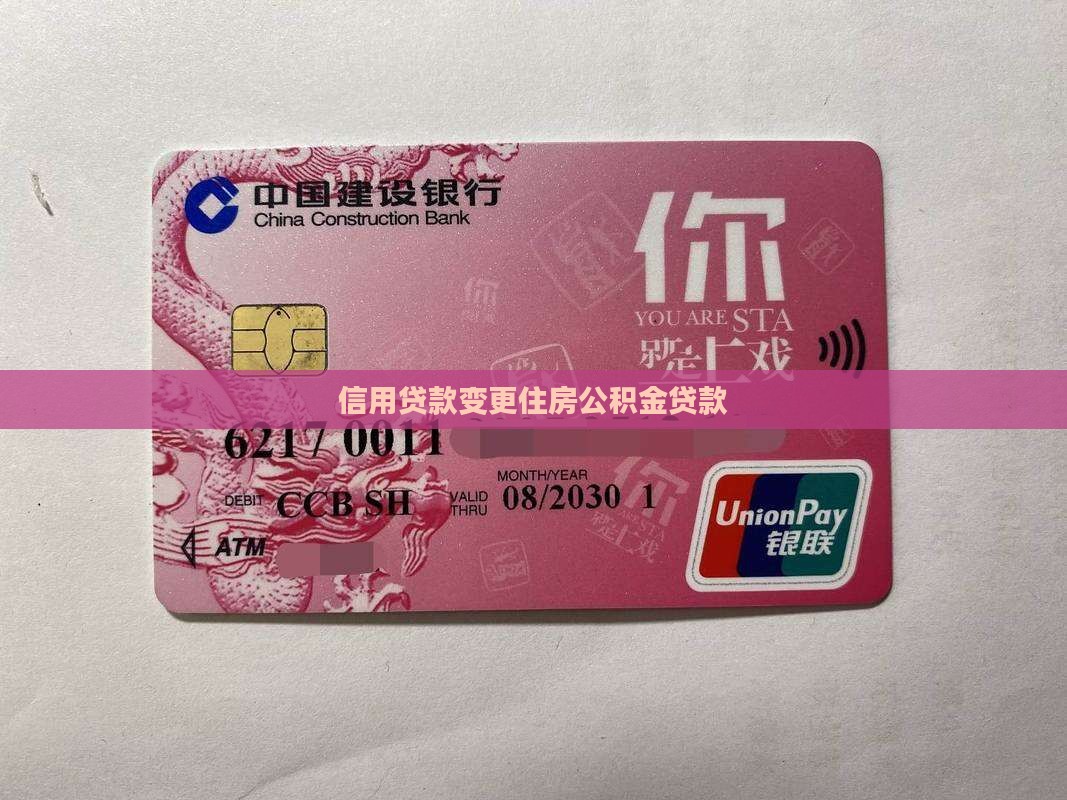 中国建设银行
China Construction Bank
你
YOU ARE STA
上戏
信用贷款变更住房公积金贷款
6217 0011
DEBIT CCB SH
MONTH/YEAR
VALID THRU 08/2030 1
ATM
UnionPay
银联